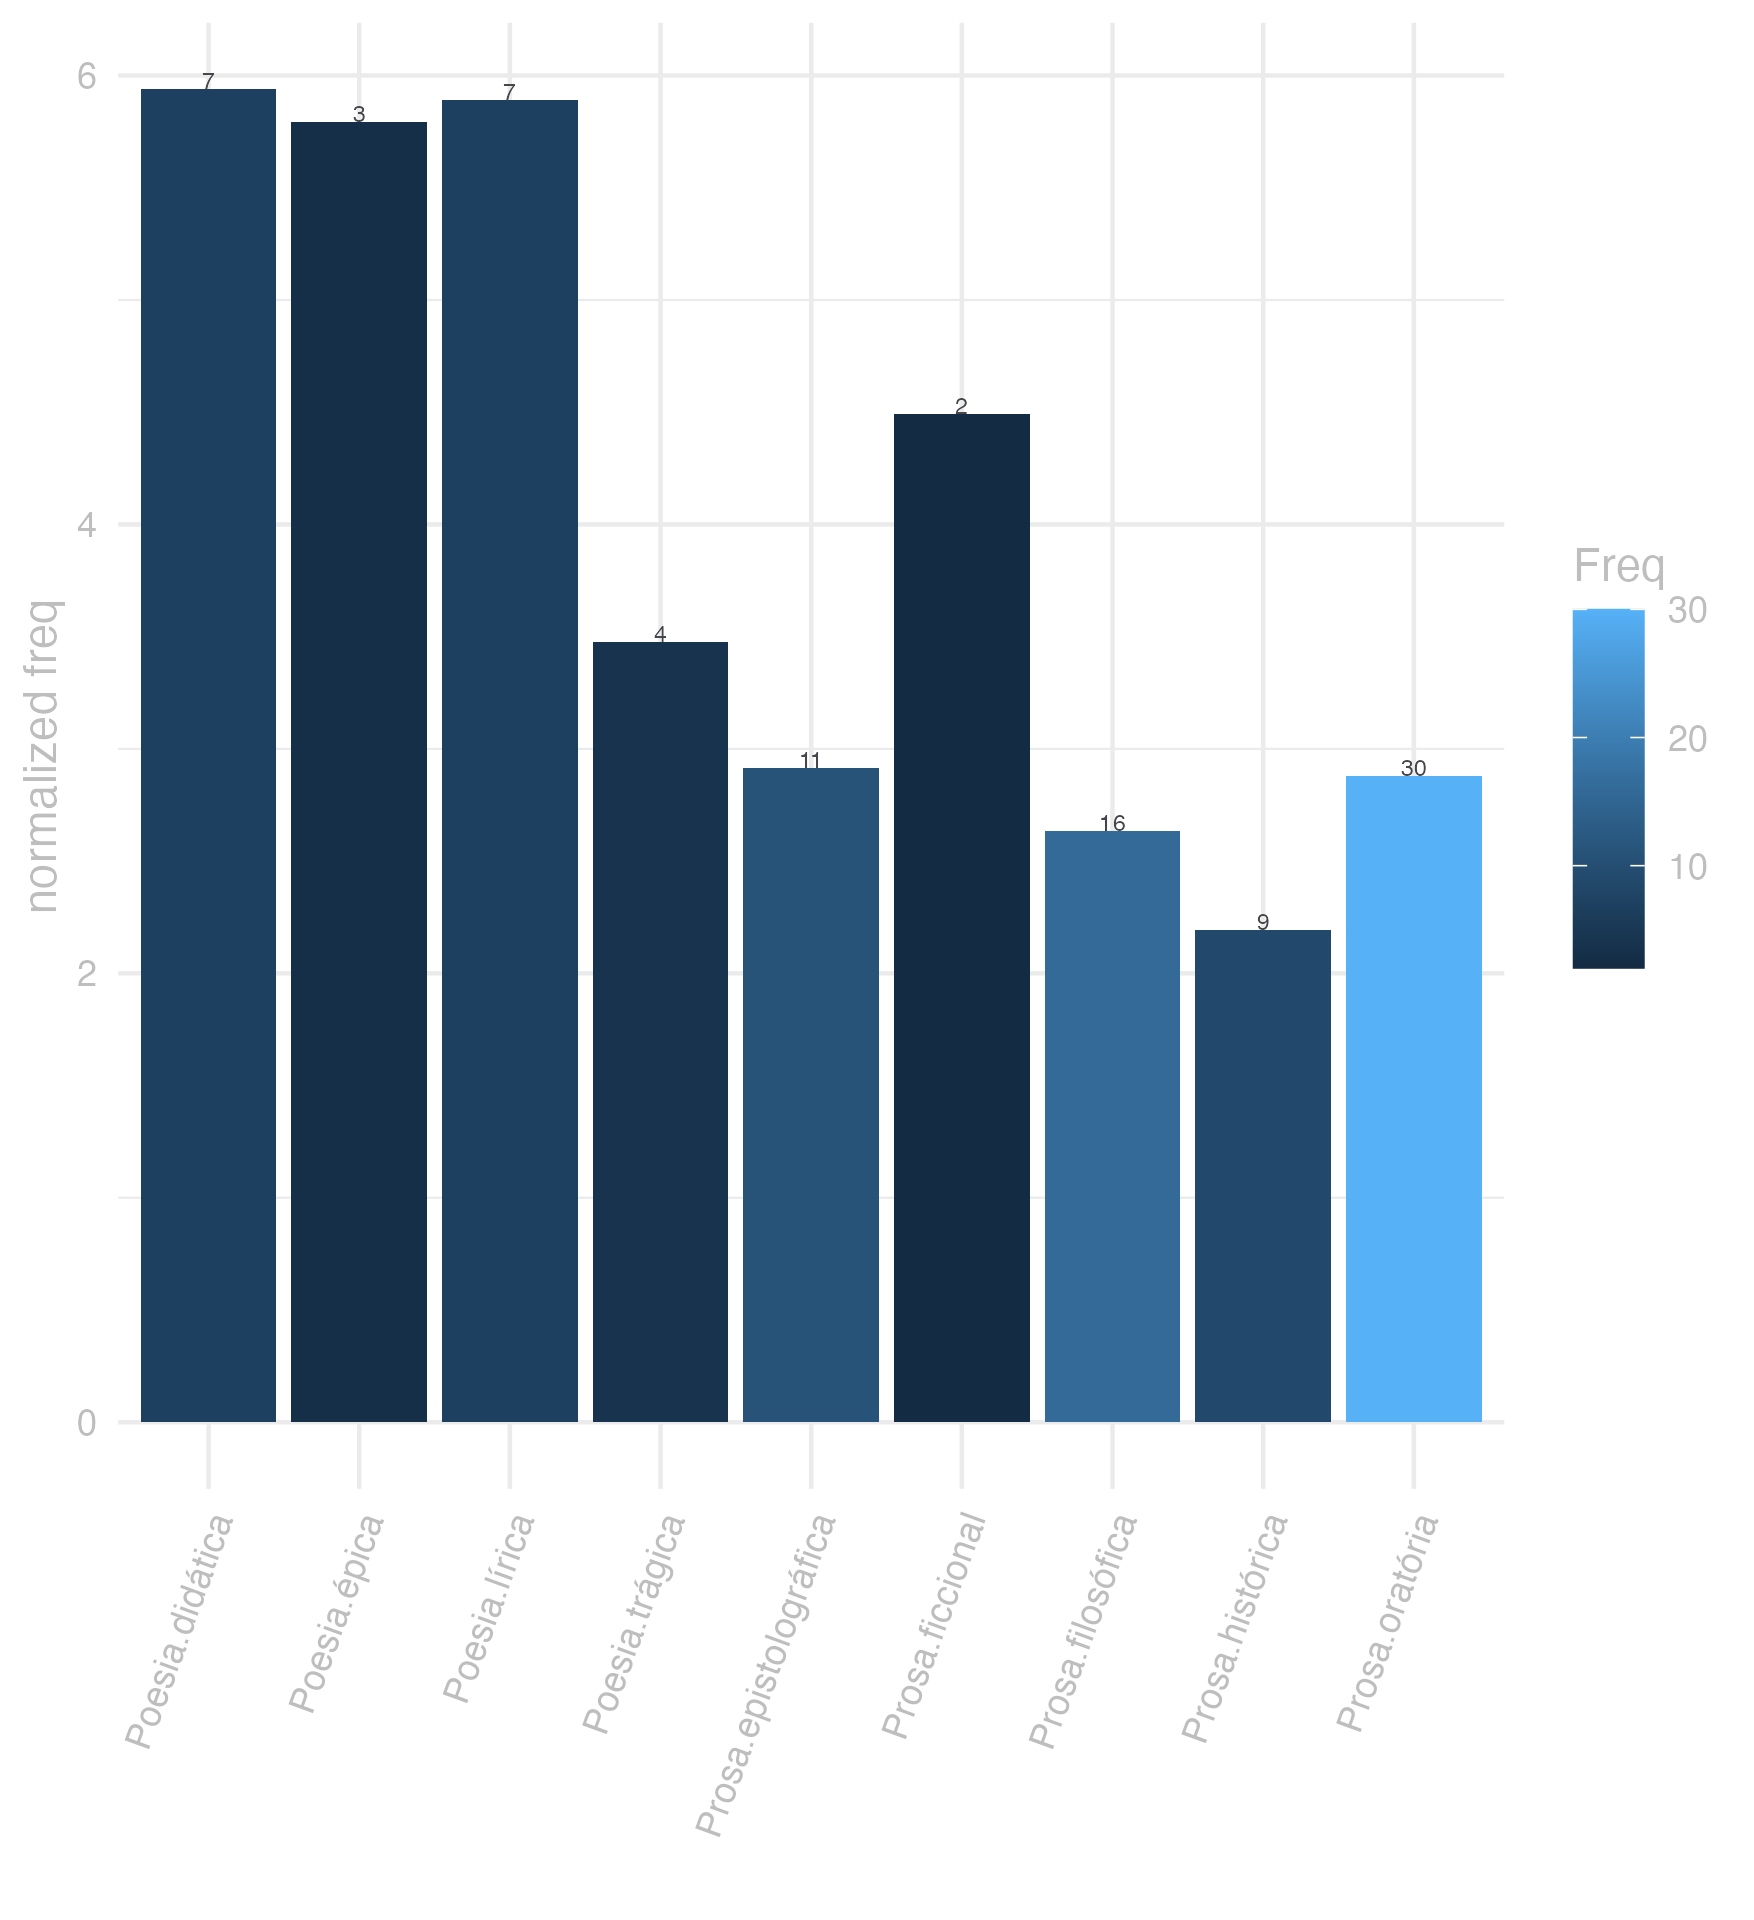 normalized freq
6
4
2
0
7
3
7
4
11
2
16
9
30
Poesia.didática
Poesia.épica
Poesia.lírica
Poesia.trágica
Prosa.epistolográfica
Prosa.ficcional
Prosa.filosófica
Prosa.histórica
Prosa.oratória
Freq
30
20
10